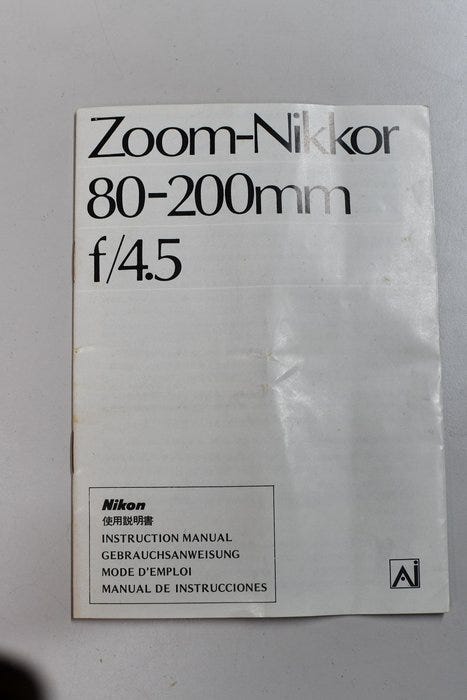 Zoom-Nikkor
80-200mm
f/4.5
Nikon
使用説明書
INSTRUCTION MANUAL
GEBRAUCHSANWEISUNG
MODE D'EMPLOI
MANUAL DE INSTRUCCIONES
Ai